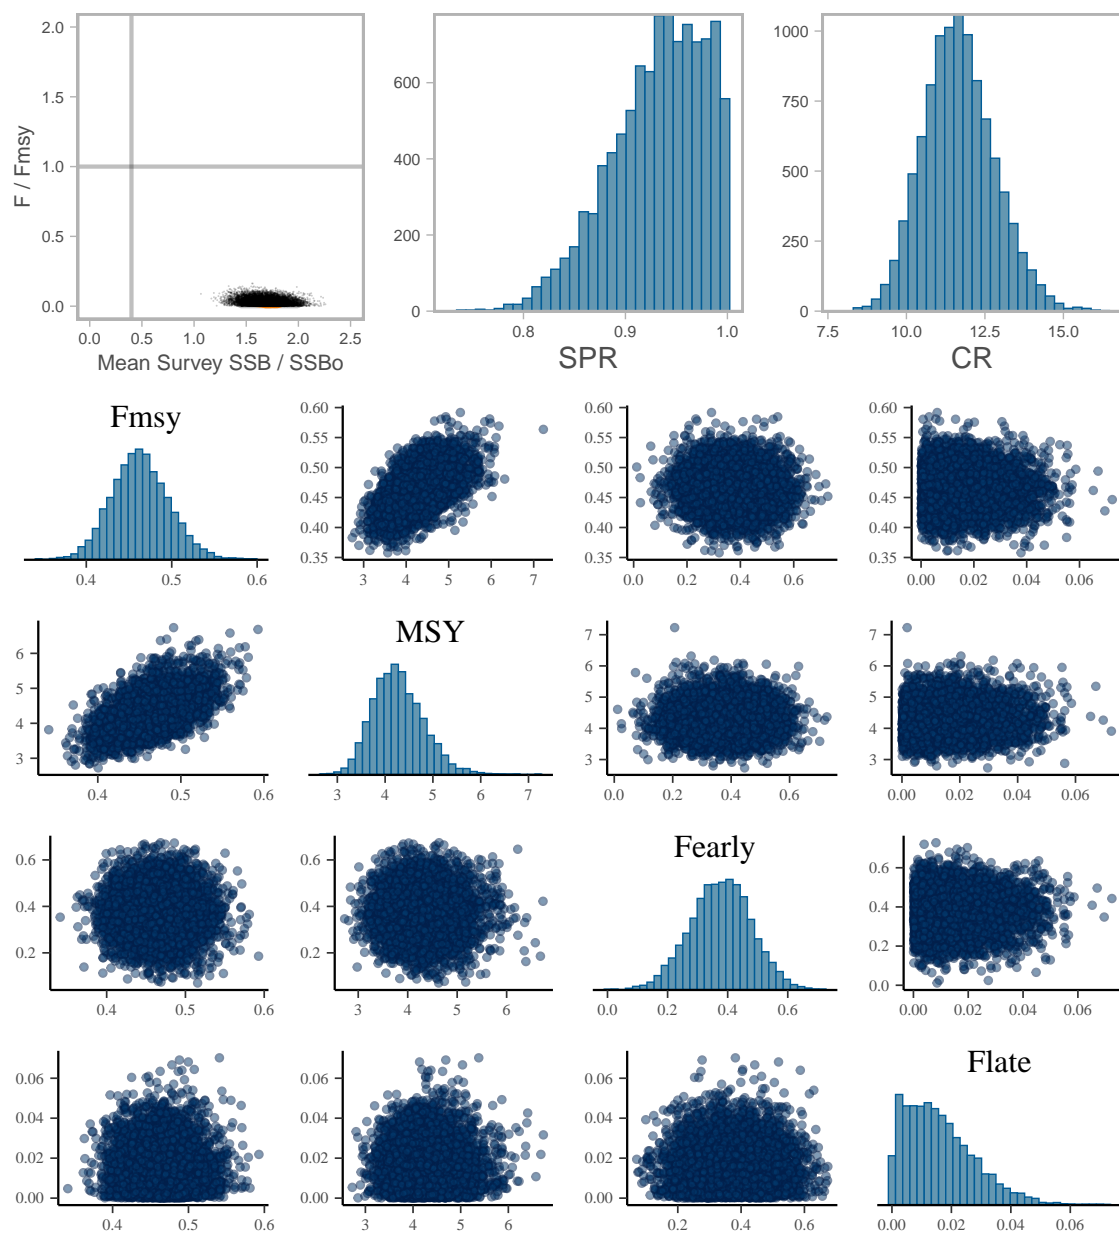 2.0
1.5
1.0
0.5
0.0
F / Fmsy
0.0 0.5 1.0 1.5 2.0 2.5
Mean Survey SSB / SSBo
600
400
200
0
0.8 0.9 1.0
SPR
1000
750
500
250
0
7.5 10.0 12.5 15.0
CR
Fmsy
0.4 0.5 0.6
0.60
0.55
0.50
0.45
0.40
0.35
3 4 5 6 7
0.60
0.55
0.50
0.45
0.40
0.35
0.0 0.2 0.4 0.6
0.60
0.55
0.50
0.45
0.40
0.35
0.00 0.02 0.04 0.06
6
5
4
3
0.4 0.5 0.6
MSY
3 4 5 6 7
7
6
5
4
3
0.0 0.2 0.4 0.6
7
6
5
4
3
0.00 0.02 0.04 0.06
0.6
0.4
0.2
0.4 0.5 0.6
0.6
0.4
0.2
3 4 5 6
Fearly
0.0 0.2 0.4 0.6
0.6
0.4
0.2
0.0
0.00 0.02 0.04 0.06
0.06
0.04
0.02
0.00
0.4 0.5 0.6
0.06
0.04
0.02
0.00
2 3 4 5 6
0.06
0.04
0.02
0.00
0.2 0.4 0.6
Flate
0.00 0.02 0.04 0.06